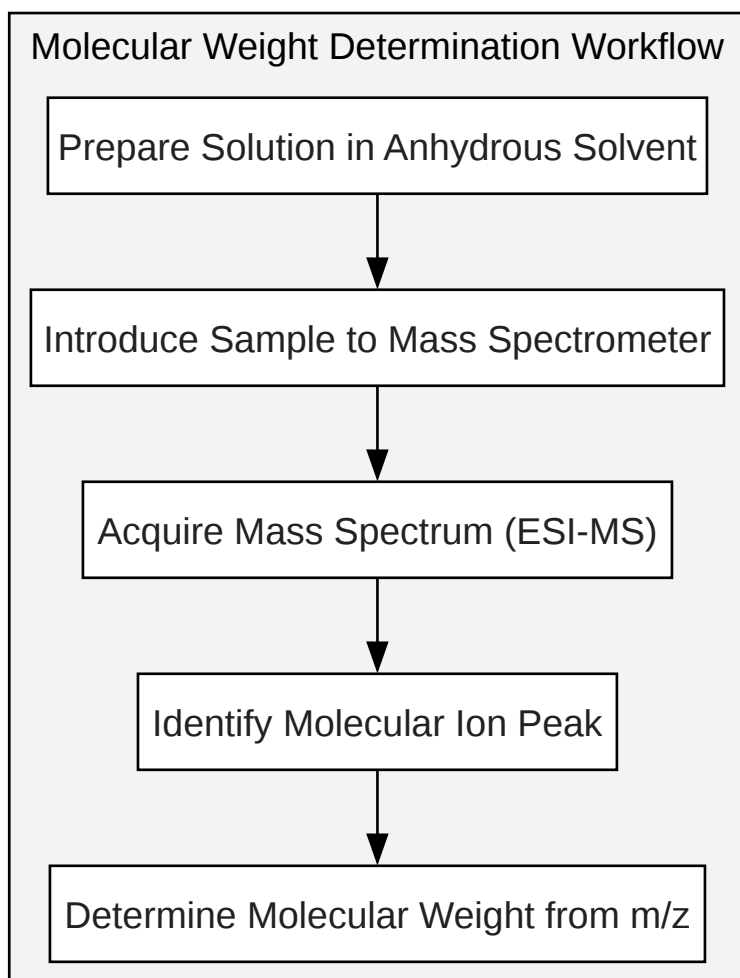 Molecular Weight Determination Workflow
Prepare Solution in Anhydrous Solvent
Introduce Sample to Mass Spectrometer
Acquire Mass Spectrum (ESI-MS)
Identify Molecular Ion Peak
Determine Molecular Weight from m/z